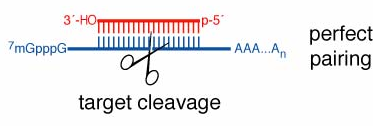 3´-HO p-5´
⁷mGpppG AAA...Aₙ
perfect
pairing
target cleavage